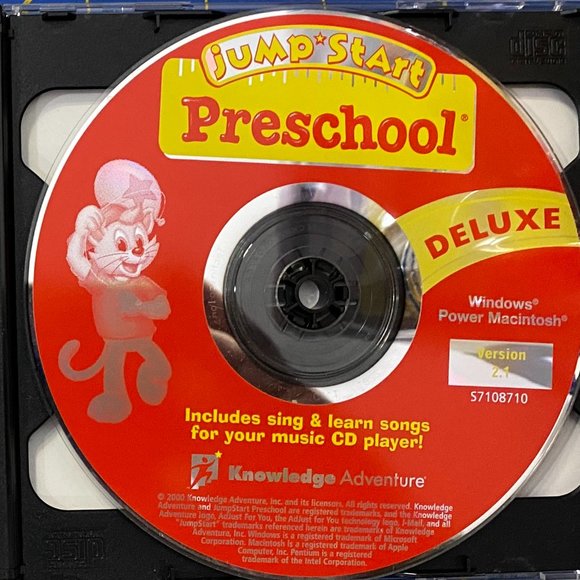 JUMP★START
Preschool®
DELUXE
Windows®
Power Macintosh®
Version
2.1
S7108710
Includes sing & learn songs
for your music CD player!
Knowledge Adventure®
© 2000 Knowledge Adventure, Inc. and its licensors. All rights reserved. Knowledge
Adventure and JumpStart Preschool are registered trademarks, and the Knowledge
Adventure logo, Adjust For You, the AdJust For You technology logo, I-Mail, and all
"JumpStart" trademarks referenced herein are trademarks of Knowledge
Adventure, Inc. Windows is a registered trademark of Microsoft
Corporation. Macintosh is a registered trademark of Apple
Computer, Inc. Pentium is a registered
trademark of the Intel Corporation.